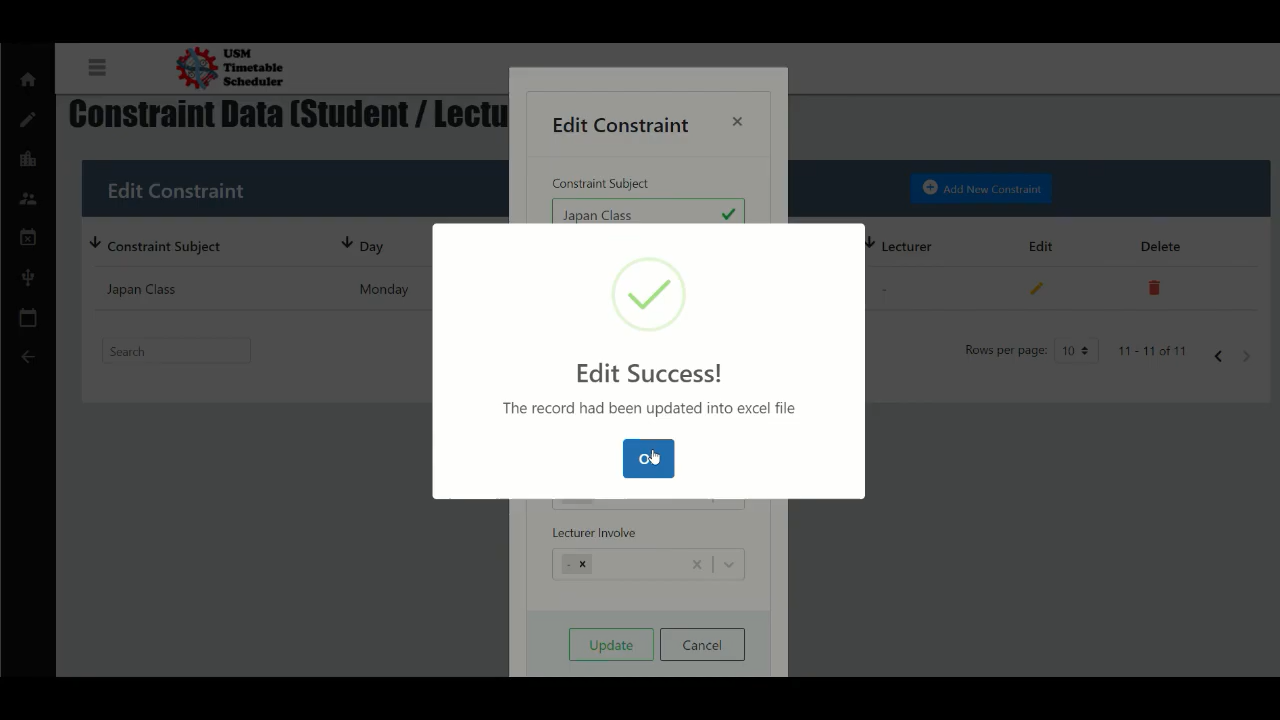 USM
Timetable
Scheduler
Constraint Data (Student / Lectu
Edit Constraint
Add New Constraint
Constraint Subject
Day
Lecturer
Edit
Delete
Japan Class
Monday
-
Search
Rows per page:
10
11 - 11 of 11
Edit Constraint
×
Constraint Subject
Japan Class
Edit Success!
The record had been updated into excel file
Lecturer Involve
-
Update
Cancel